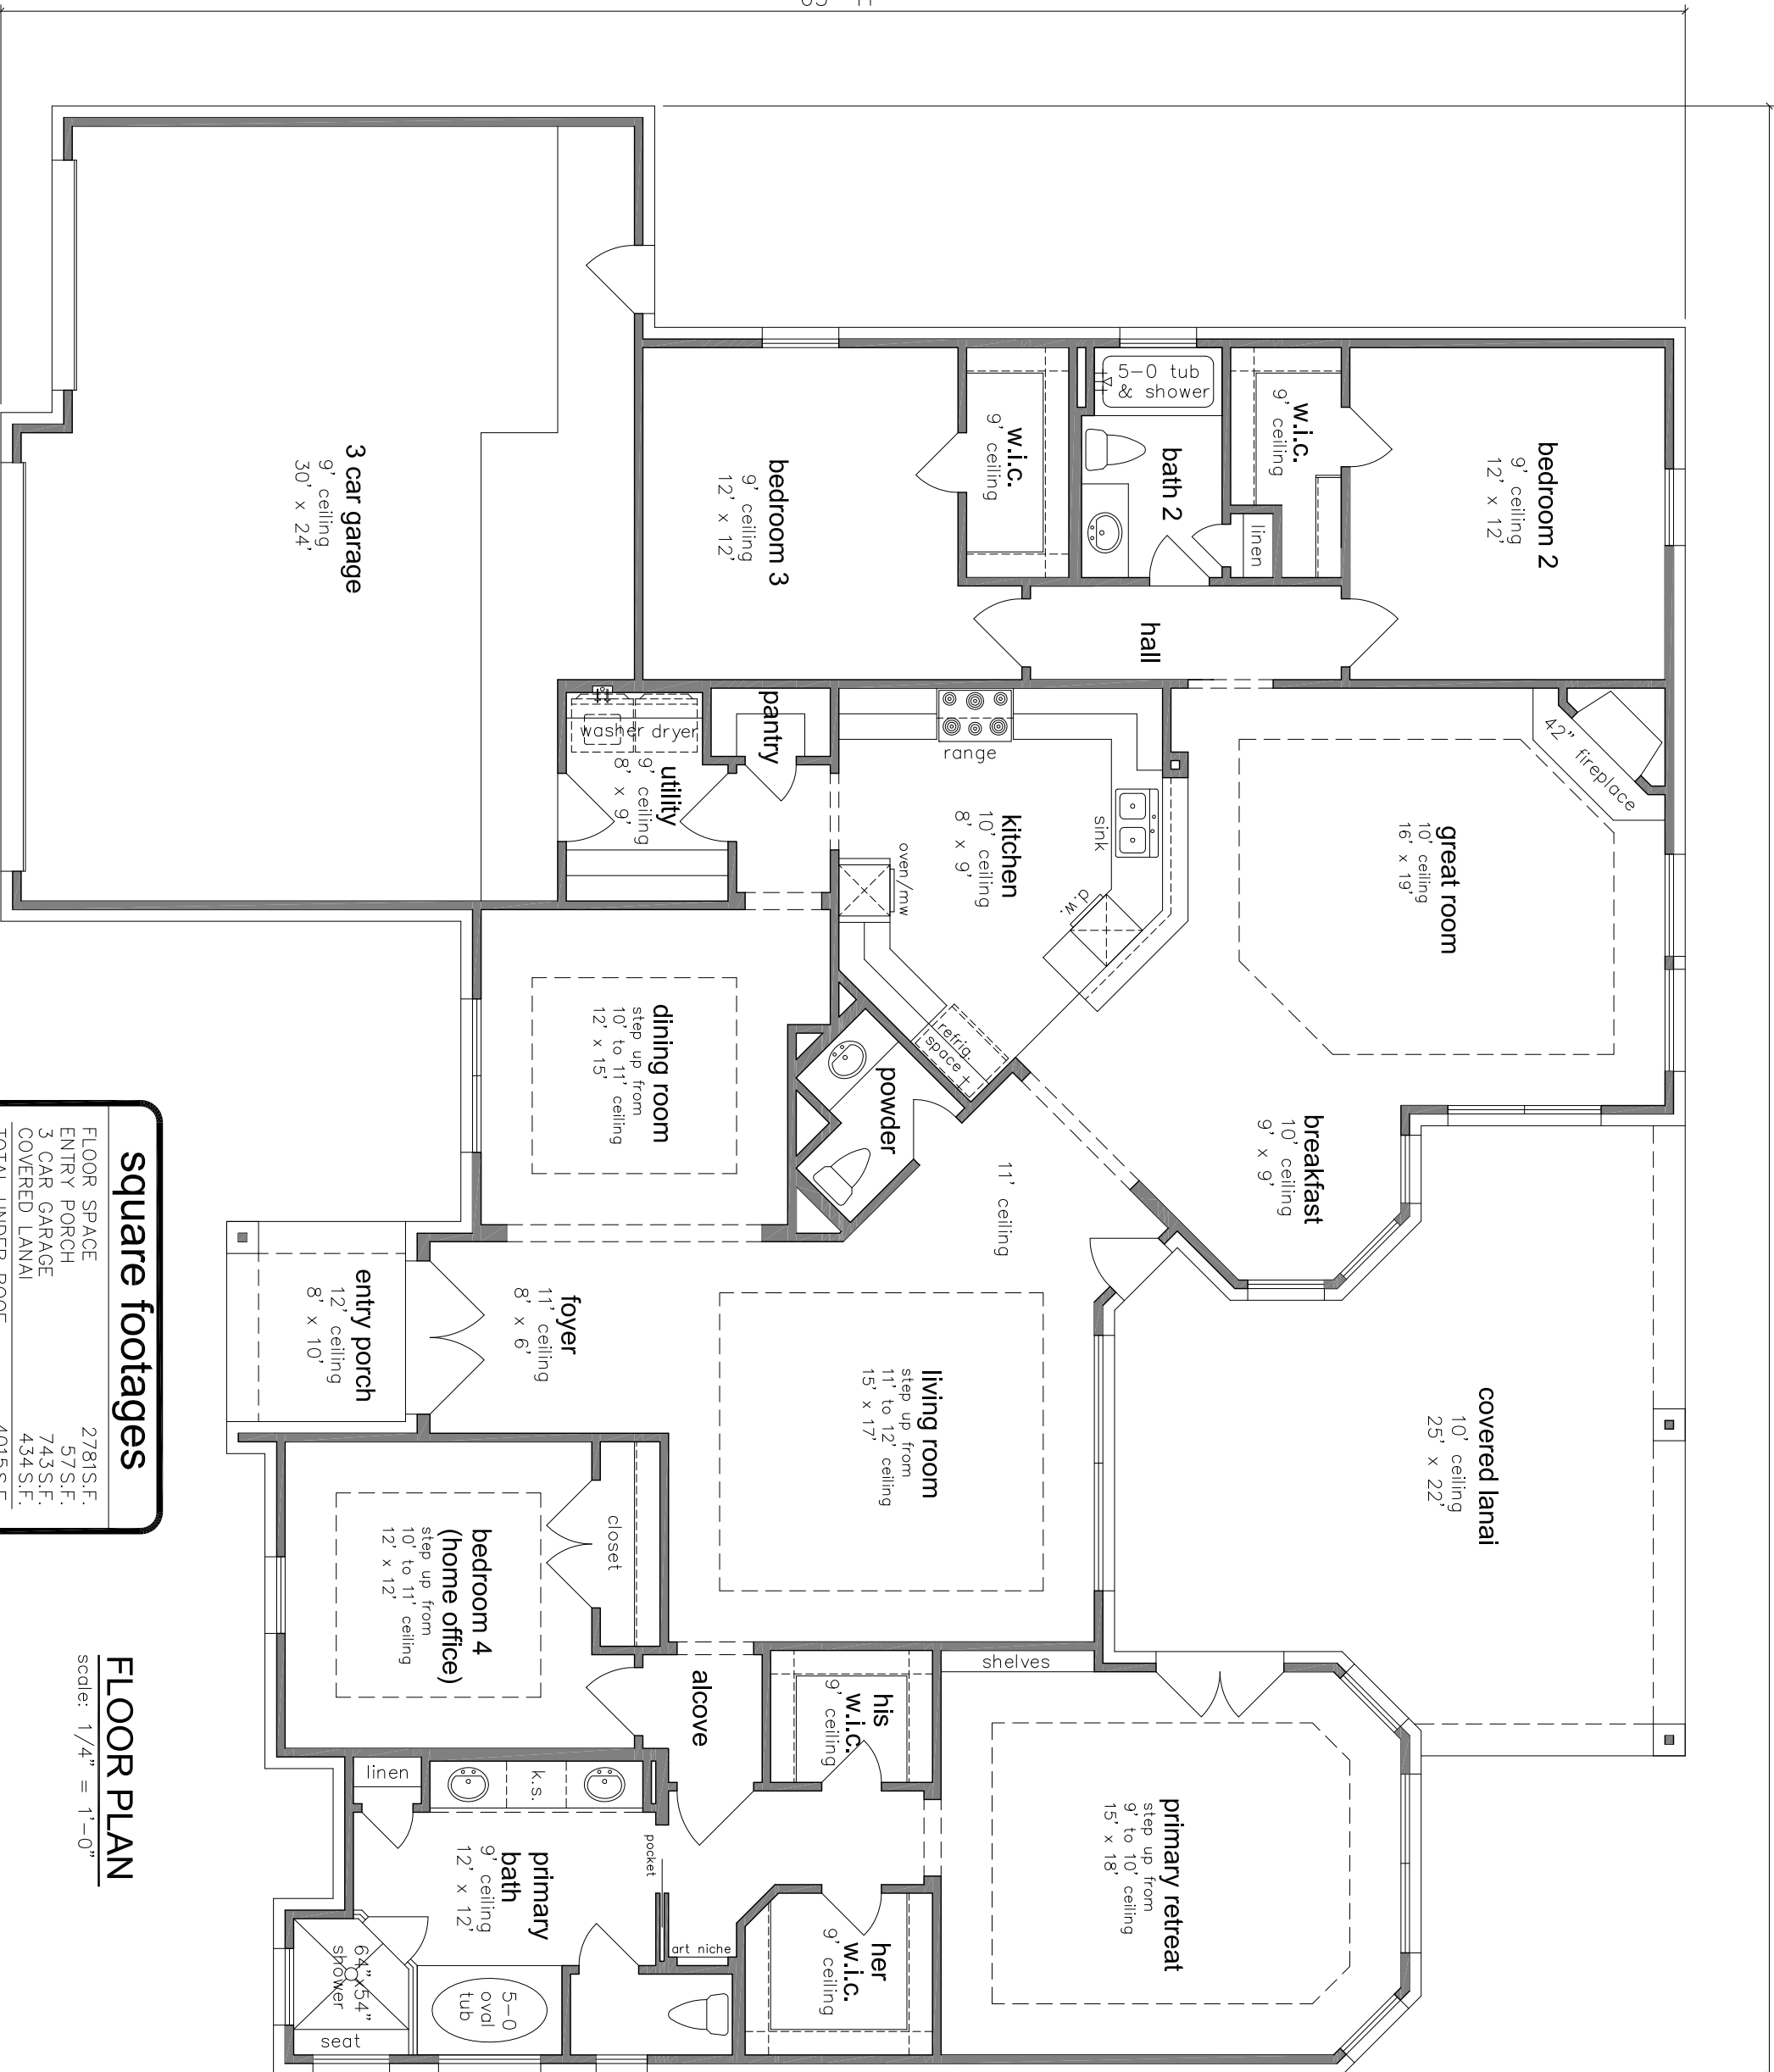 bedroom 2
9' ceiling
12' x 12'
w.i.c.
9' ceiling
linen
5-0 tub
& shower
bath 2
w.i.c.
9' ceiling
hall
bedroom 3
9' ceiling
12' x 12'
3 car garage
9' ceiling
30' x 24'
42" fireplace
great room
10' ceiling
16' x 19'
pantry
range
sink
kitchen
10' ceiling
8' x 9'
d.w.
oven/mw
refrig.
space
washer
dryer
utility
9' ceiling
8' x 9'
breakfast
10' ceiling
9' x 9'
powder
11' ceiling
dining room
step up from
10' to 11' ceiling
12' x 15'
covered lanai
10' ceiling
25' x 22'
living room
step up from
11' to 12' ceiling
15' x 17'
foyer
11' ceiling
8' x 6'
entry porch
12' ceiling
8' x 10'
closet
bedroom 4
(home office)
step up from
10' to 11' ceiling
12' x 12'
alcove
shelves
his
w.i.c.
9' ceiling
primary retreat
step up from
9' to 10' ceiling
15' x 18'
her
w.i.c.
9' ceiling
art niche
pocket
linen
k.s.
primary
bath
9' ceiling
12' x 12'
5-0
oval
tub
64"x54"
shower
seat
square footages
FLOOR SPACE 2781 S.F.
ENTRY PORCH 57 S.F.
3 CAR GARAGE 743 S.F.
COVERED LANAI 434 S.F.
TOTAL UNDER ROOF 4015 S.F.
FLOOR PLAN
scale: 1/4" = 1'-0"